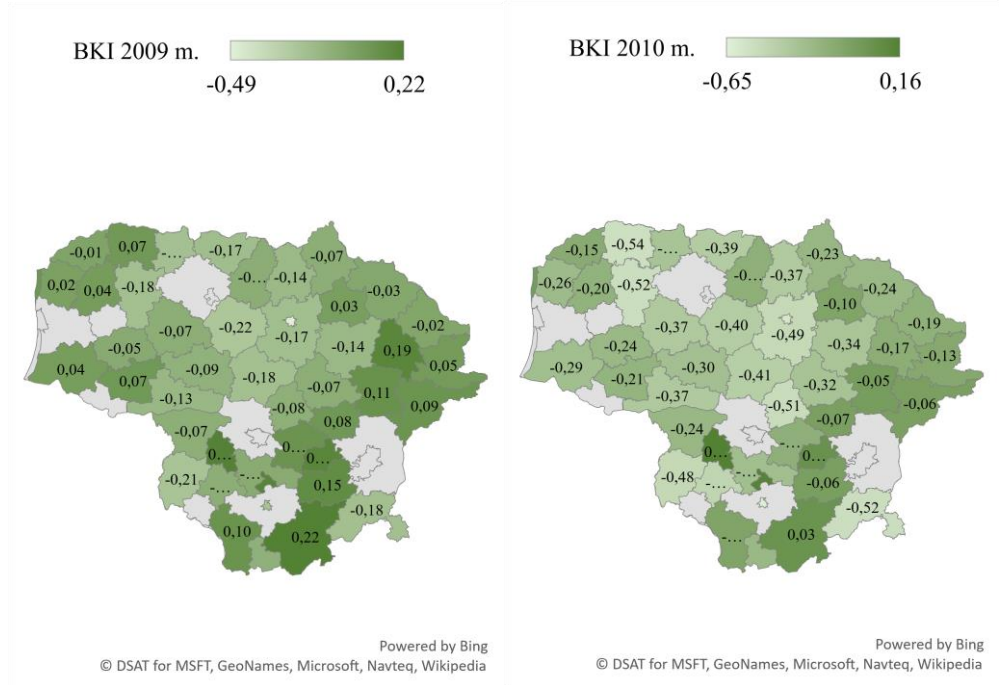 BKI 2009 m.
-0,49 0,22
-0,01 0,07 -... -0,17 -0,07
0,02 0,04 -0,18 -0... -0,14 -0,03
0,03
-0,07 -0,22 -0,17 -0,02
-0,05 -0,14 0,19
0,04 0,07 -0,09 -0,18 -0,07 0,05
-0,13 -0,08 0,11 0,09
-0,07 0,08
0... 0... 0...
-0,21 -... -... 0,15
-0,18
0,10 0,22
Powered by Bing
© DSAT for MSFT, GeoNames, Microsoft, Navteq, Wikipedia
BKI 2010 m.
-0,65 0,16
-0,15 -0,54 -... -0,39 -0,23
-0,26 -0,20 -0,52 -0... -0,37 -0,24
-0,10
-0,37 -0,40 -0,49 -0,19
-0,24 -0,34 -0,17 -0,13
-0,29 -0,21 -0,30 -0,41 -0,32 -0,05
-0,37 -0,51 -0,06
-0,24 -0,07
0... -... 0...
-0,48 -... -... -0,06
-0,52
-... 0,03
Powered by Bing
© DSAT for MSFT, GeoNames, Microsoft, Navteq, Wikipedia